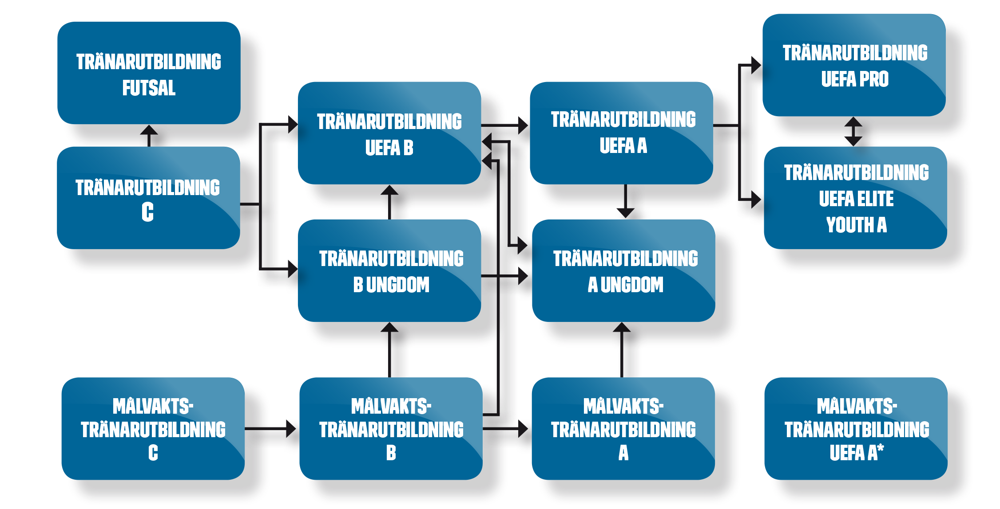 TRÄNARUTBILDNING
FUTSAL
TRÄNARUTBILDNING
C
TRÄNARUTBILDNING
UEFA B
TRÄNARUTBILDNING
B UNGDOM
TRÄNARUTBILDNING
UEFA A
TRÄNARUTBILDNING
A UNGDOM
TRÄNARUTBILDNING
UEFA PRO
TRÄNARUTBILDNING
UEFA ELITE
YOUTH A
MÅLVAKTS-
TRÄNARUTBILDNING
C
MÅLVAKTS-
TRÄNARUTBILDNING
B
MÅLVAKTS-
TRÄNARUTBILDNING
A
MÅLVAKTS-
TRÄNARUTBILDNING
UEFA A*